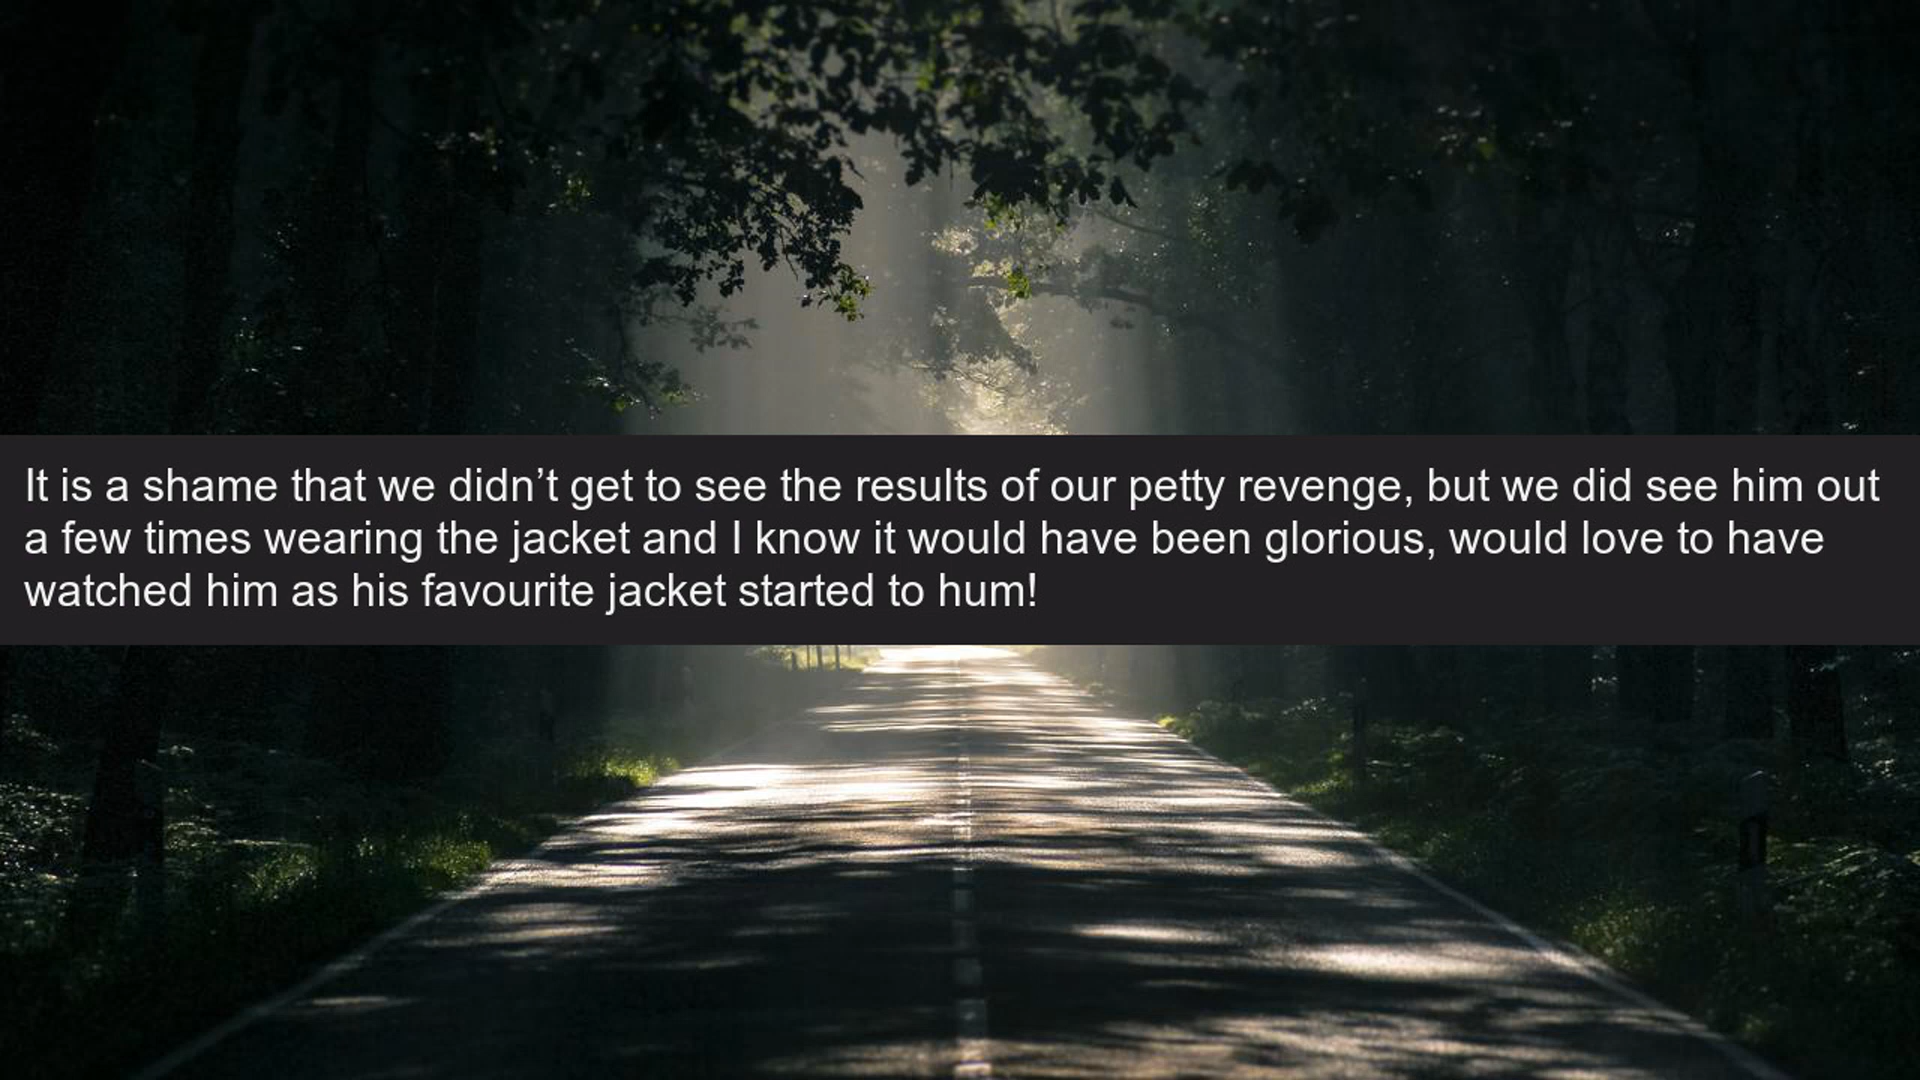 It is a shame that we didn’t get to see the results of our petty revenge, but we did see him out
a few times wearing the jacket and I know it would have been glorious, would love to have
watched him as his favourite jacket started to hum!